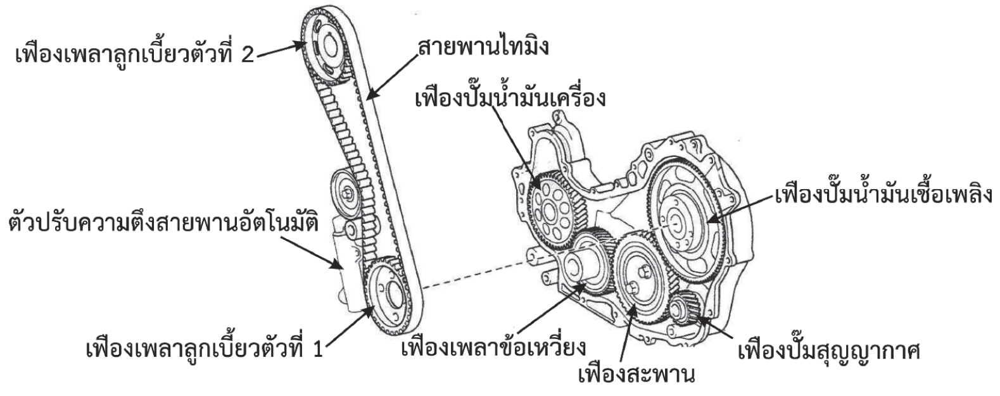 เฟืองเพลาลูกเบี้ยวตัวที่ 2
สายพานไทมิง
เฟืองปั๊มน้ำมันเครื่อง
เฟืองปั๊มน้ำมันเชื้อเพลิง
ตัวปรับความตึงสายพานอัตโนมัติ
เฟืองเพลาลูกเบี้ยวตัวที่ 1
เฟืองเพลาข้อเหวี่ยง
เฟืองปั๊มสุญญากาศ
เฟืองสะพาน